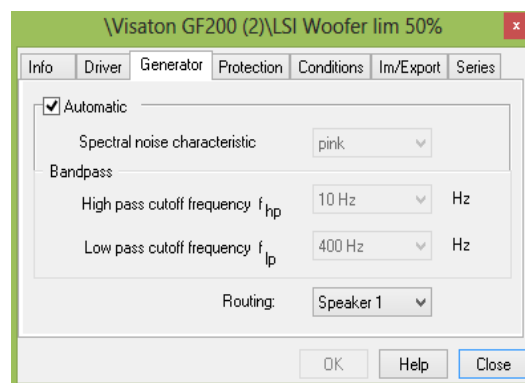 \Visaton GF200 (2)\LSI Woofer lim 50%
x
Info Driver Generator Protection Conditions Im/Export Series
Automatic
Spectral noise characteristic pink
Bandpass
High pass cutoff frequency f hp 10 Hz Hz
Low pass cutoff frequency f lp 400 Hz Hz
Routing: Speaker 1
OK Help Close